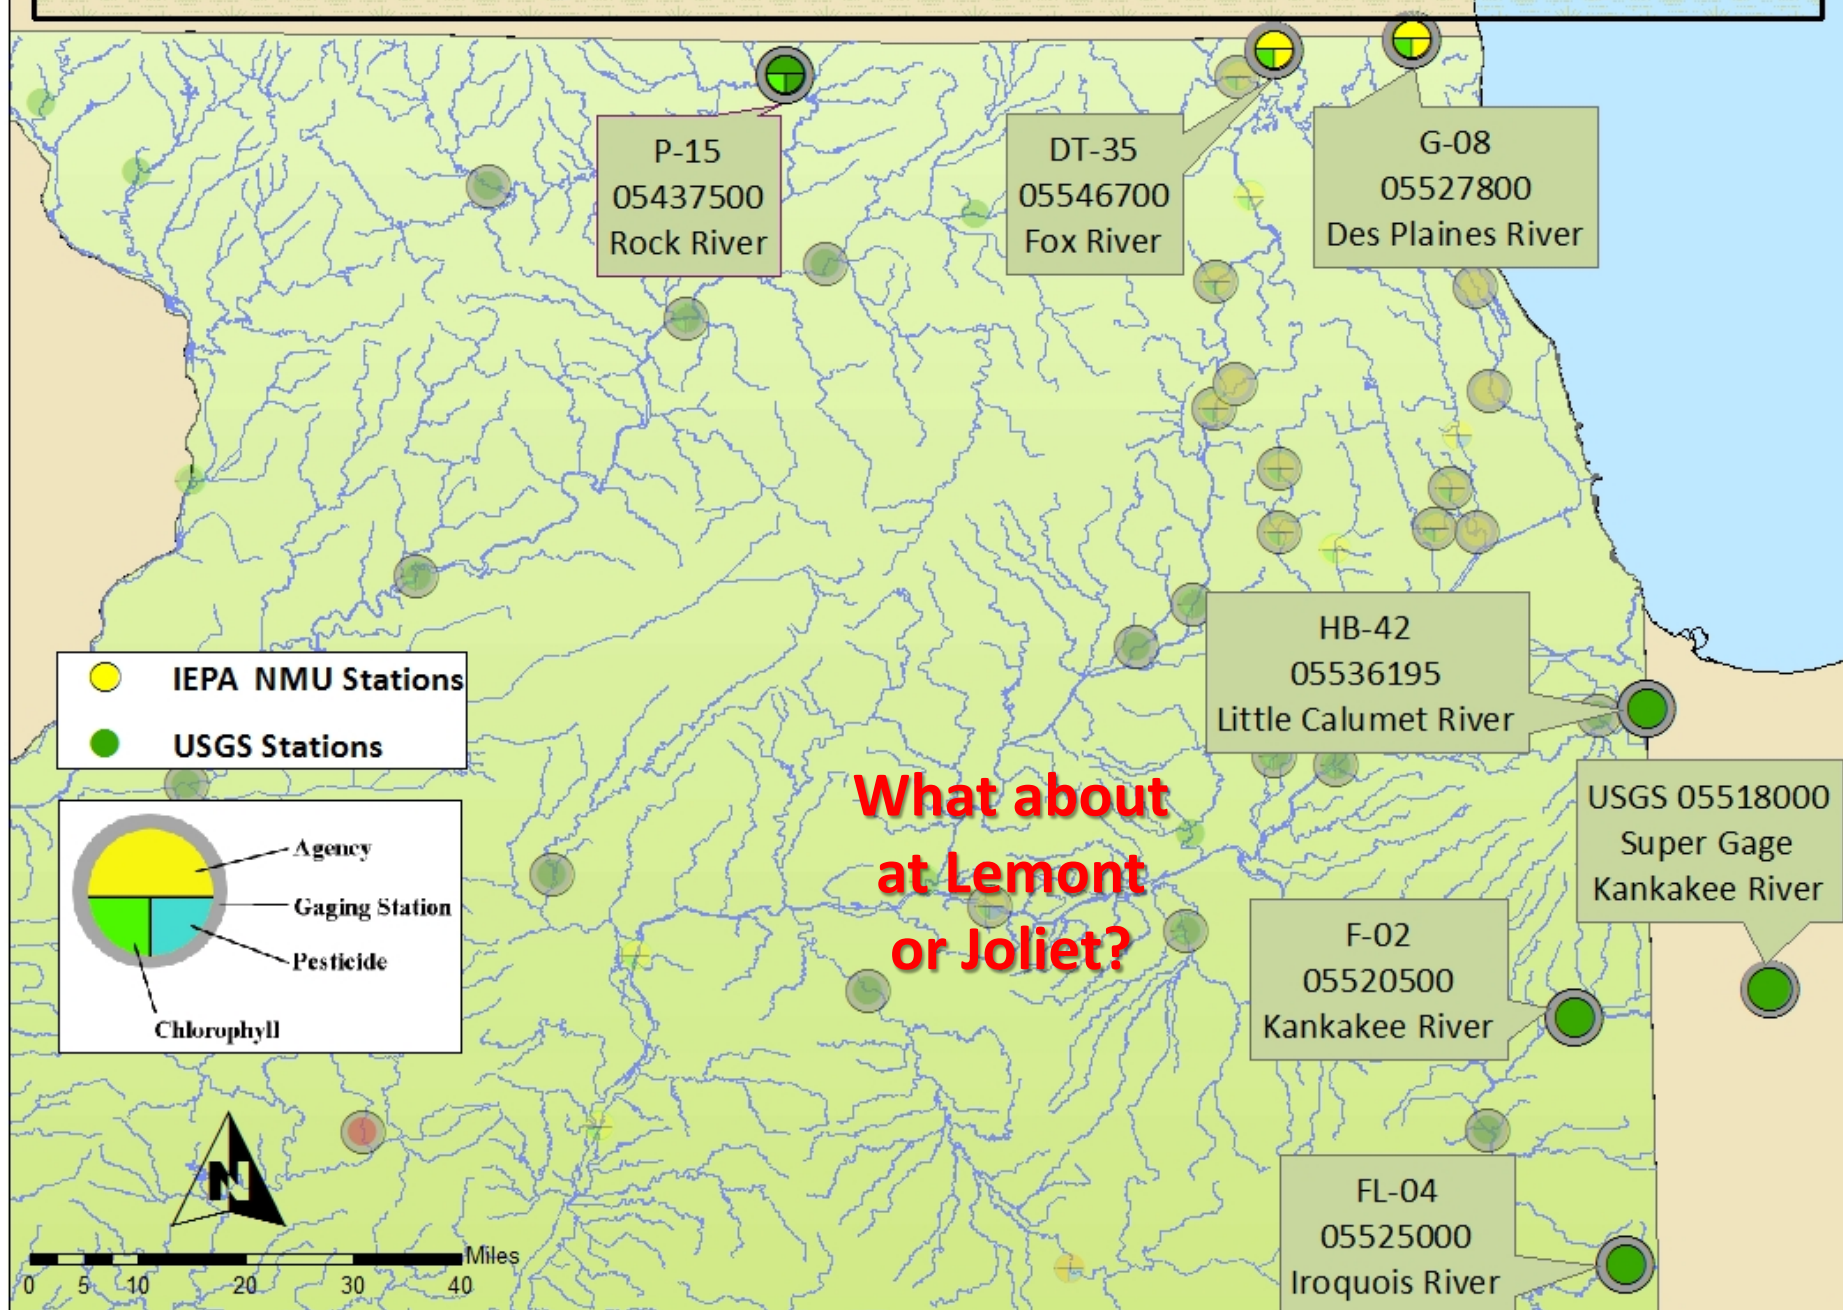 P-15
05437500
Rock River
DT-35
05546700
Fox River
G-08
05527800
Des Plaines River
HB-42
05536195
Little Calumet River
IEPA NMU Stations
USGS Stations
What about
at Lemont
or Joliet?
USGS 05518000
Super Gage
Kankakee River
Agency
Gaging Station
Pesticide
Chlorophyll
F-02
05520500
Kankakee River
N
FL-04
05525000
Iroquois River
Miles
0 5 10 20 30 40